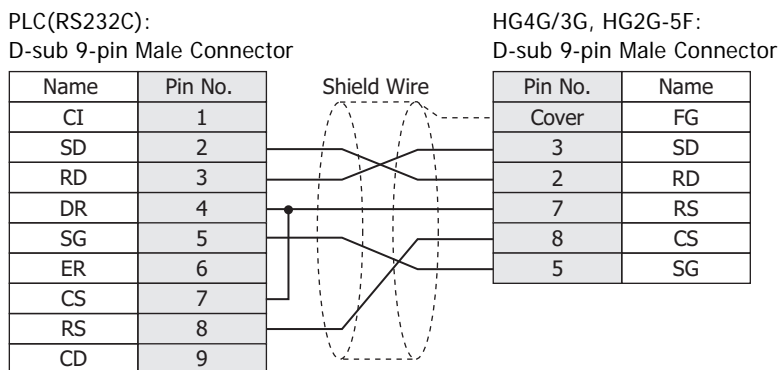 PLC(RS232C):
D-sub 9-pin Male Connector
HG4G/3G, HG2G-5F:
D-sub 9-pin Male Connector
Name Pin No. Shield Wire Pin No. Name
CI 1 Cover FG
SD 2 3 SD
RD 3 2 RD
DR 4 7 RS
SG 5 8 CS
ER 6 5 SG
CS 7
RS 8
CD 9